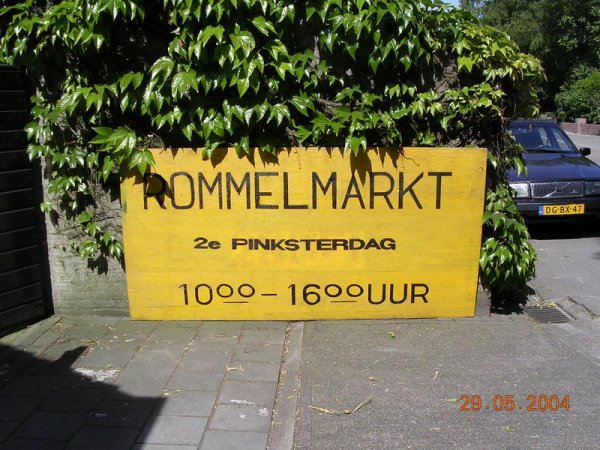 ROMMELMARKT
2e PINKSTERDAG
10⁰⁰ - 16⁰⁰ UUR
DG-BX-47
29.05.2004